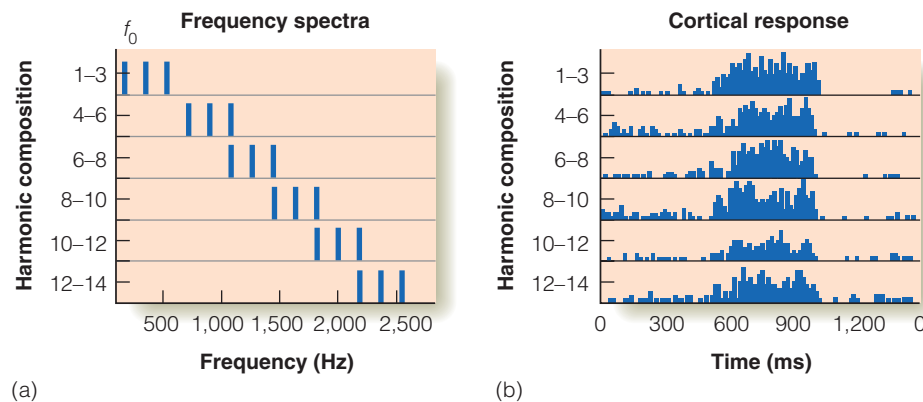 Frequency spectra
f0
Harmonic composition
1–3
4–6
6–8
8–10
10–12
12–14
500 1,000 1,500 2,000 2,500
Frequency (Hz)
(a)
Cortical response
Harmonic composition
1–3
4–6
6–8
8–10
10–12
12–14
0 300 600 900 1,200 0
Time (ms)
(b)